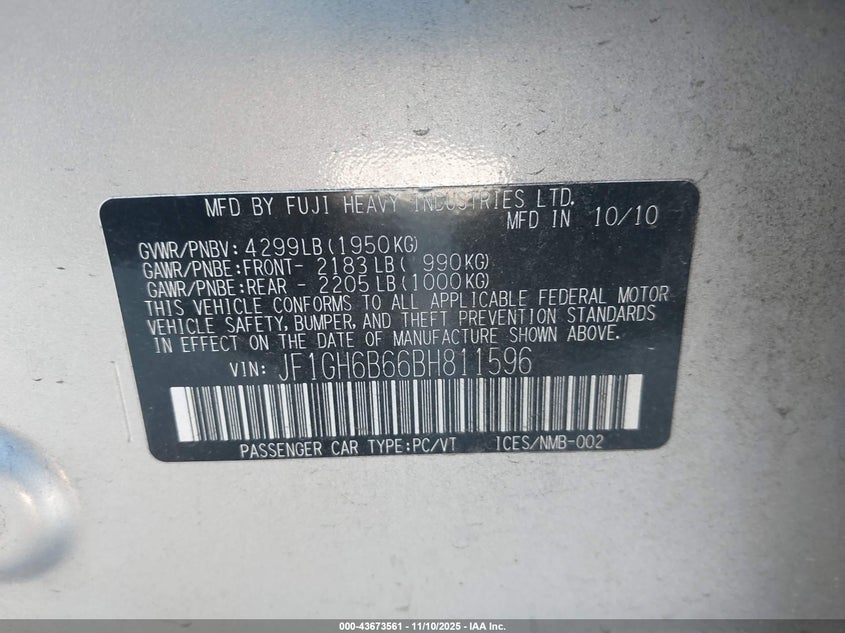 MFD BY FUJI HEAVY INDUSTRIES LTD.
MFD IN 10/10
GVWR/PNBV: 4299LB(1950KG)
GAWR/PNBE:FRONT- 2183LB( 990KG)
GAWR/PNBE:REAR - 2205LB(1000KG)
THIS VEHICLE CONFORMS TO ALL APPLICABLE FEDERAL MOTOR
VEHICLE SAFETY, BUMPER, AND THEFT PREVENTION STANDARDS
IN EFFECT ON THE DATE OF MANUFACTURE SHOWN ABOVE.
VIN: JF1GH6B66BH811596
PASSENGER CAR TYPE:PC/VT ICES/NMB-002
000-43673561 - 11/10/2025 - IAA Inc.